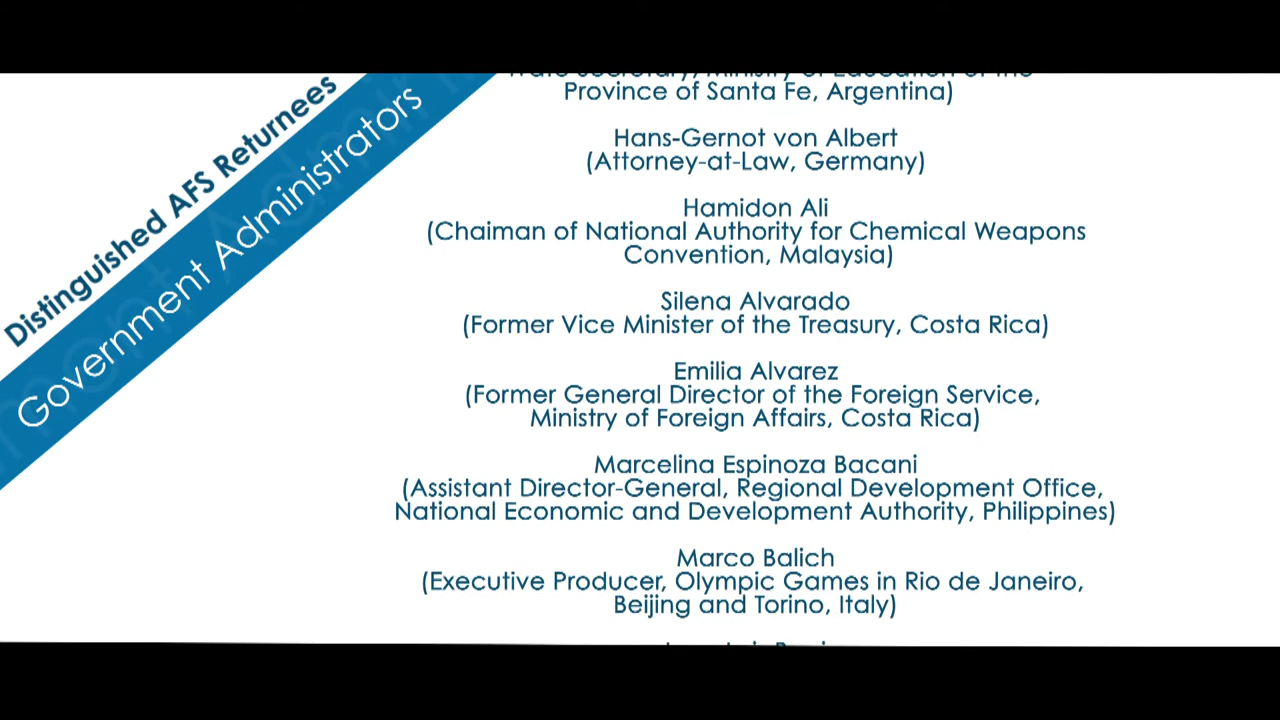 Distinguished AFS Returnees
Government Administrators
Province of Santa Fe, Argentina)
Hans-Gernot von Albert
(Attorney-at-Law, Germany)
Hamidon Ali
(Chaiman of National Authority for Chemical Weapons
Convention, Malaysia)
Silena Alvarado
(Former Vice Minister of the Treasury, Costa Rica)
Emilia Alvarez
(Former General Director of the Foreign Service,
Ministry of Foreign Affairs, Costa Rica)
Marcelina Espinoza Bacani
(Assistant Director-General, Regional Development Office,
National Economic and Development Authority, Philippines)
Marco Balich
(Executive Producer, Olympic Games in Rio de Janeiro,
Beijing and Torino, Italy)